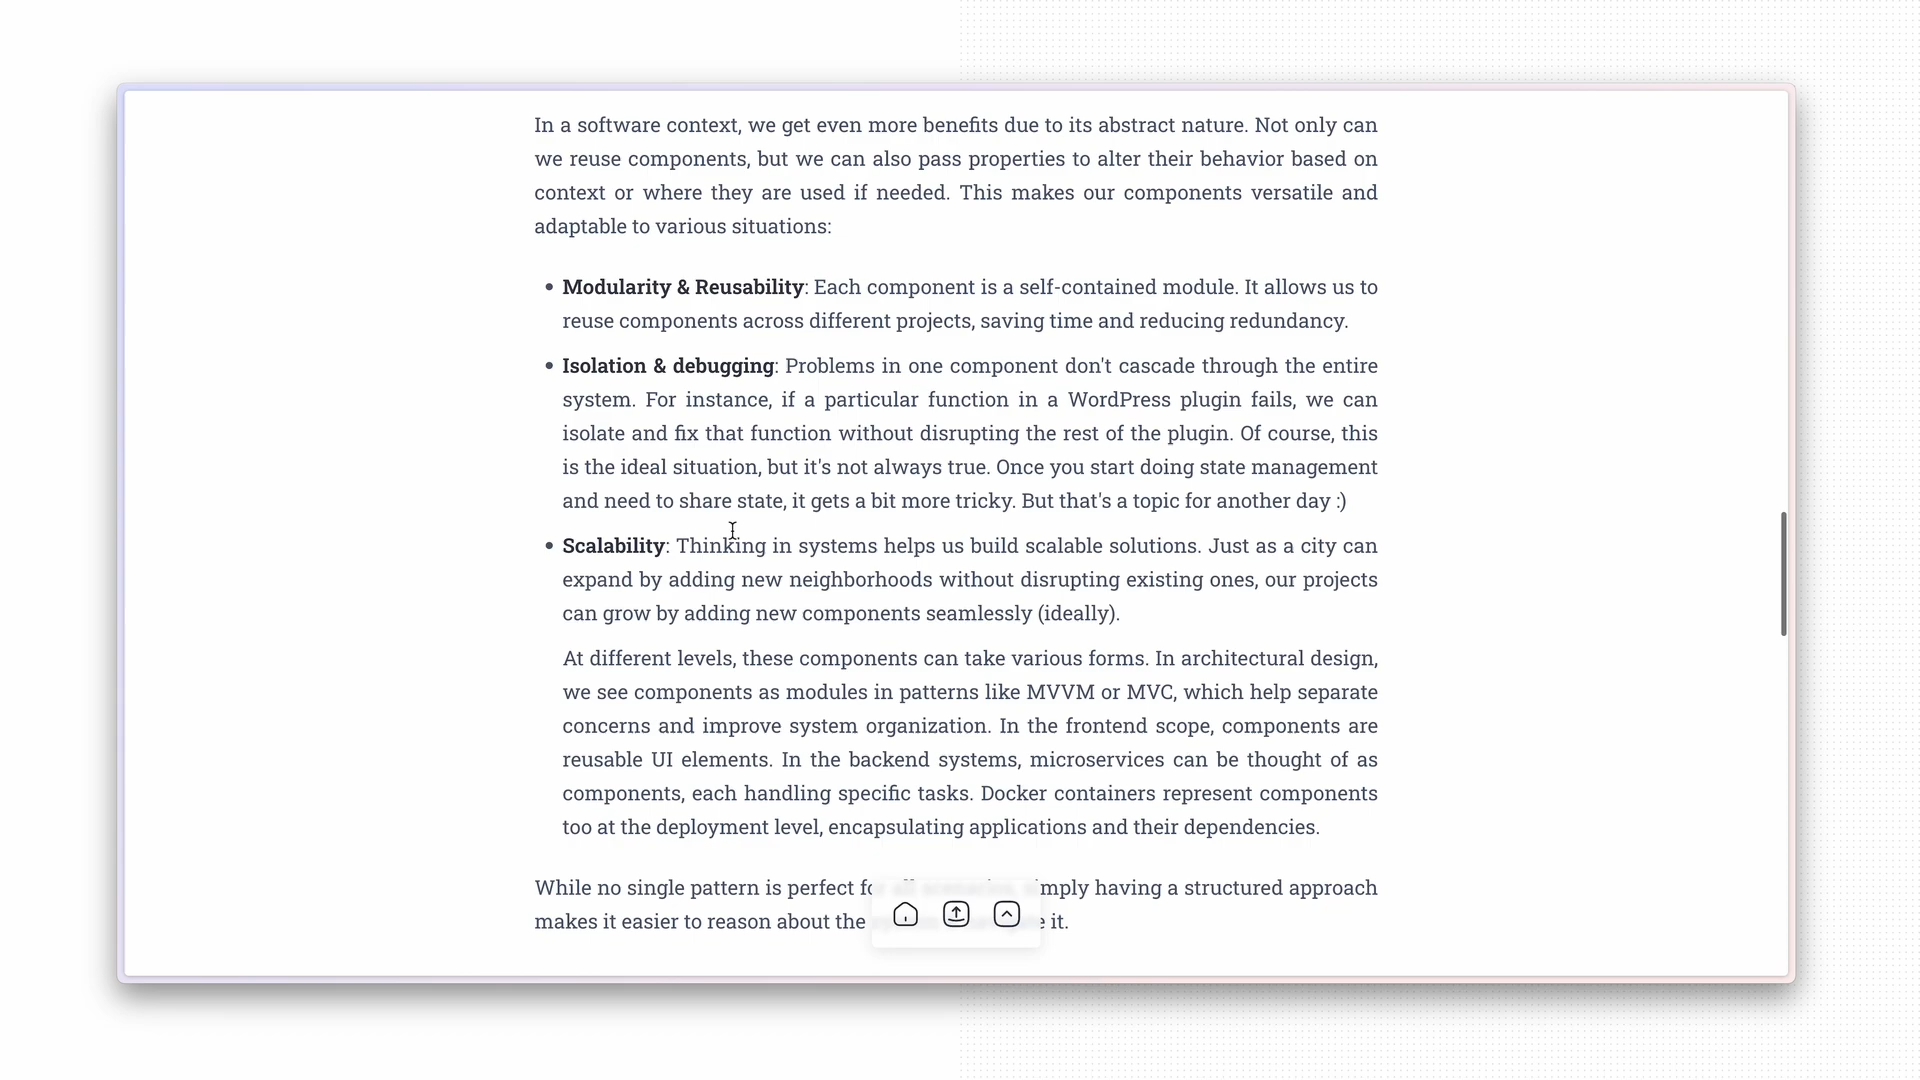 In a software context, we get even more benefits due to its abstract nature. Not only can
we reuse components, but we can also pass properties to alter their behavior based on
context or where they are used if needed. This makes our components versatile and
adaptable to various situations:
• Modularity & Reusability: Each component is a self-contained module. It allows us to
reuse components across different projects, saving time and reducing redundancy.
• Isolation & debugging: Problems in one component don't cascade through the entire
system. For instance, if a particular function in a WordPress plugin fails, we can
isolate and fix that function without disrupting the rest of the plugin. Of course, this
is the ideal situation, but it's not always true. Once you start doing state management
and need to share state, it gets a bit more tricky. But that's a topic for another day :)
• Scalability: Thinking in systems helps us build scalable solutions. Just as a city can
expand by adding new neighborhoods without disrupting existing ones, our projects
can grow by adding new components seamlessly (ideally).
At different levels, these components can take various forms. In architectural design,
we see components as modules in patterns like MVVM or MVC, which help separate
concerns and improve system organization. In the frontend scope, components are
reusable UI elements. In the backend systems, microservices can be thought of as
components, each handling specific tasks. Docker containers represent components
too at the deployment level, encapsulating applications and their dependencies.
While no single pattern is perfect for all scenarios, simply having a structured approach
makes it easier to reason about the it.